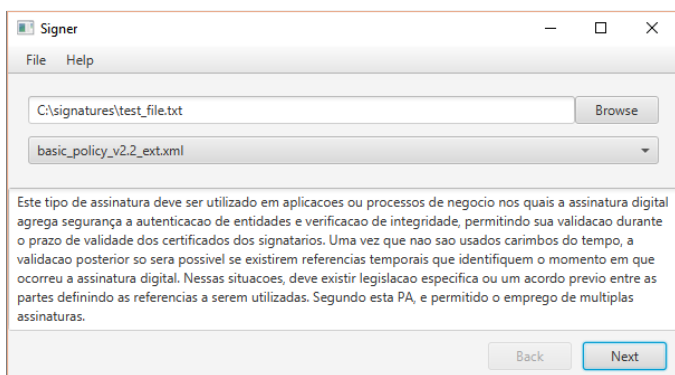 Signer
File Help
C:\signatures\test_file.txt Browse
basic_policy_v2.2_ext.xml
Este tipo de assinatura deve ser utilizado em aplicacoes ou processos de negocio nos quais a assinatura digital
agrega segurança a autenticacao de entidades e verificacao de integridade, permitindo sua validacao durante
o prazo de validade dos certificados dos signatarios. Uma vez que nao sao usados carimbos do tempo, a
validacao posterior so sera possivel se existirem referencias temporais que identifiquem o momento em que
ocorreu a assinatura digital. Nessas situacoes, deve existir legislacao especifica ou um acordo previo entre as
partes definindo as referencias a serem utilizadas. Segundo esta PA, e permitido o emprego de multiplas
assinaturas.
Back Next